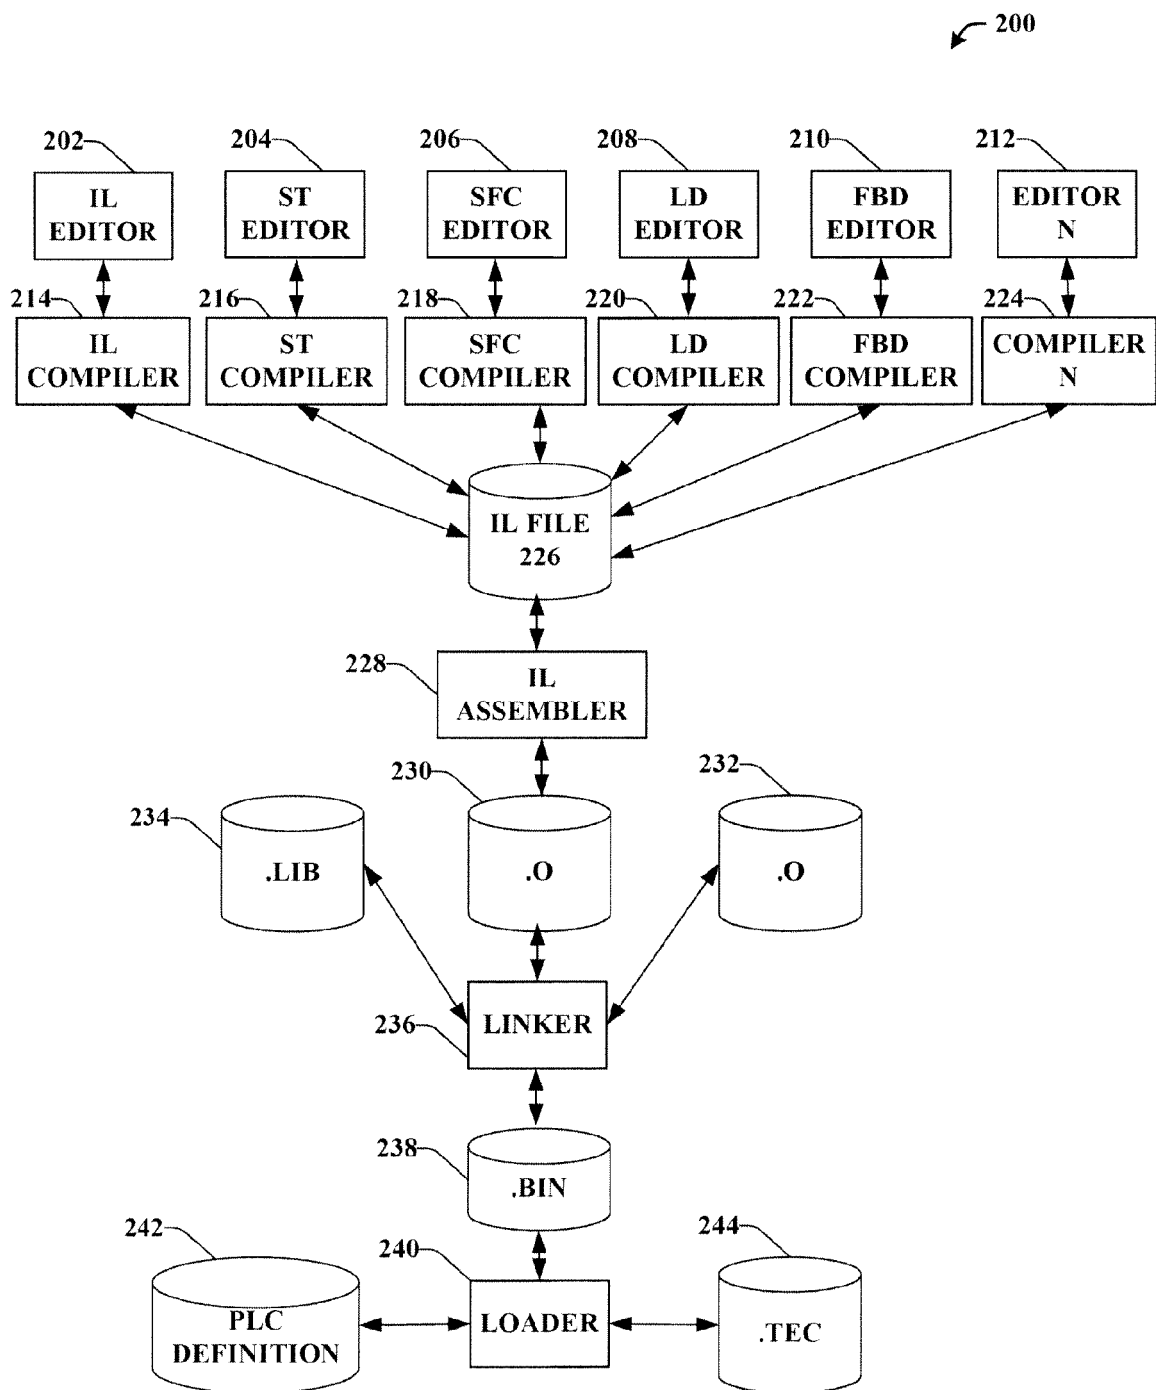 200
202
204
206
208
210
212
IL
EDITOR
ST
EDITOR
SFC
EDITOR
LD
EDITOR
FBD
EDITOR
EDITOR
N
214
216
218
220
222
224
IL
COMPILER
ST
COMPILER
SFC
COMPILER
LD
COMPILER
FBD
COMPILER
COMPILER
N
IL FILE
226
228
IL
ASSEMBLER
230
232
234
.LIB
.O
.O
236
LINKER
238
.BIN
242
240
244
PLC
DEFINITION
LOADER
.TEC